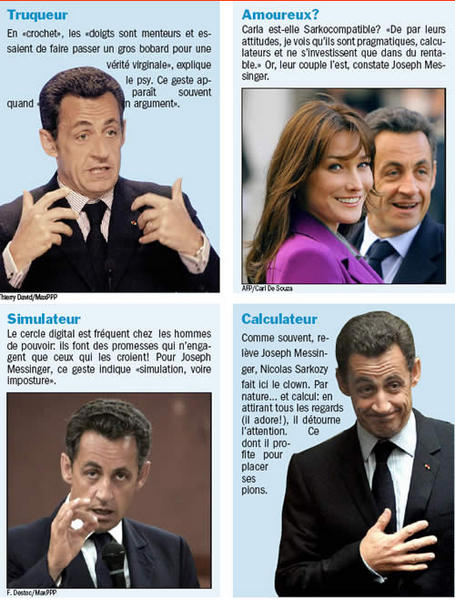 Truqueur
En «crochet», les «doigts sont menteurs et es-
saient de faire passer un gros bobard pour une
vérité virginale», explique
le psy. Ce geste ap-
paraît souvent
quand «
n argument».
Thierry David/MaxPPP
Amoureux?
Carla est-elle Sarkocompatible? «De par leurs
attitudes, je vois qu'ils sont pragmatiques, calcu-
lateurs et ne s'investissent que dans du renta-
ble.» Or, leur couple l'est, constate Joseph Mes-
singer.
AFP/Carl De Souza
Simulateur
Le cercle digital est fréquent chez les hommes
de pouvoir: ils font des promesses qui n'enga-
gent que ceux qui les croient! Pour Joseph
Messinger, ce geste indique «simulation, voire
imposture».
F. Destoc/MaxPPP
Calculateur
Comme souvent, re-
lève Joseph Messin-
ger, Nicolas Sarkozy
fait ici le clown. Par
nature... et calcul: en
attirant tous les regards
(il adore!), il détourne
l'attention. Ce
dont il pro-
fite pour
placer
ses
pions.